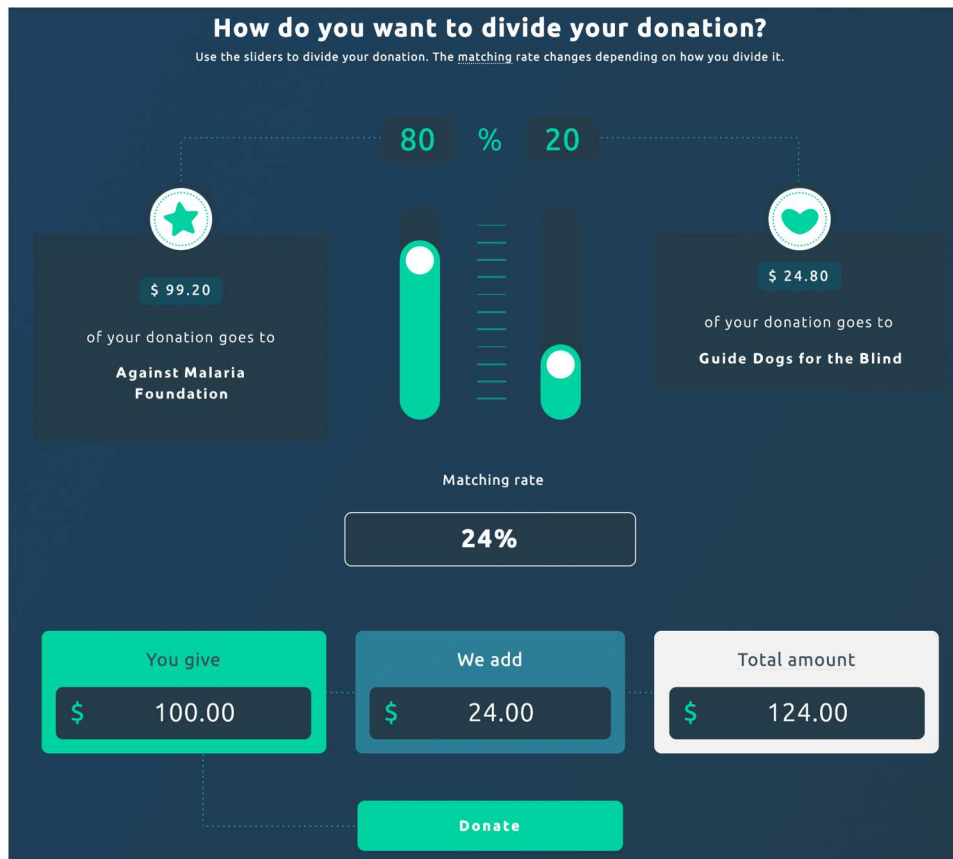 How do you want to divide your donation?
Use the sliders to divide your donation. The matching rate changes depending on how you divide it.
80 % 20
$ 99.20
of your donation goes to
Against Malaria
Foundation
$ 24.80
of your donation goes to
Guide Dogs for the Blind
Matching rate
24%
You give
$ 100.00
We add
$ 24.00
Total amount
$ 124.00
Donate